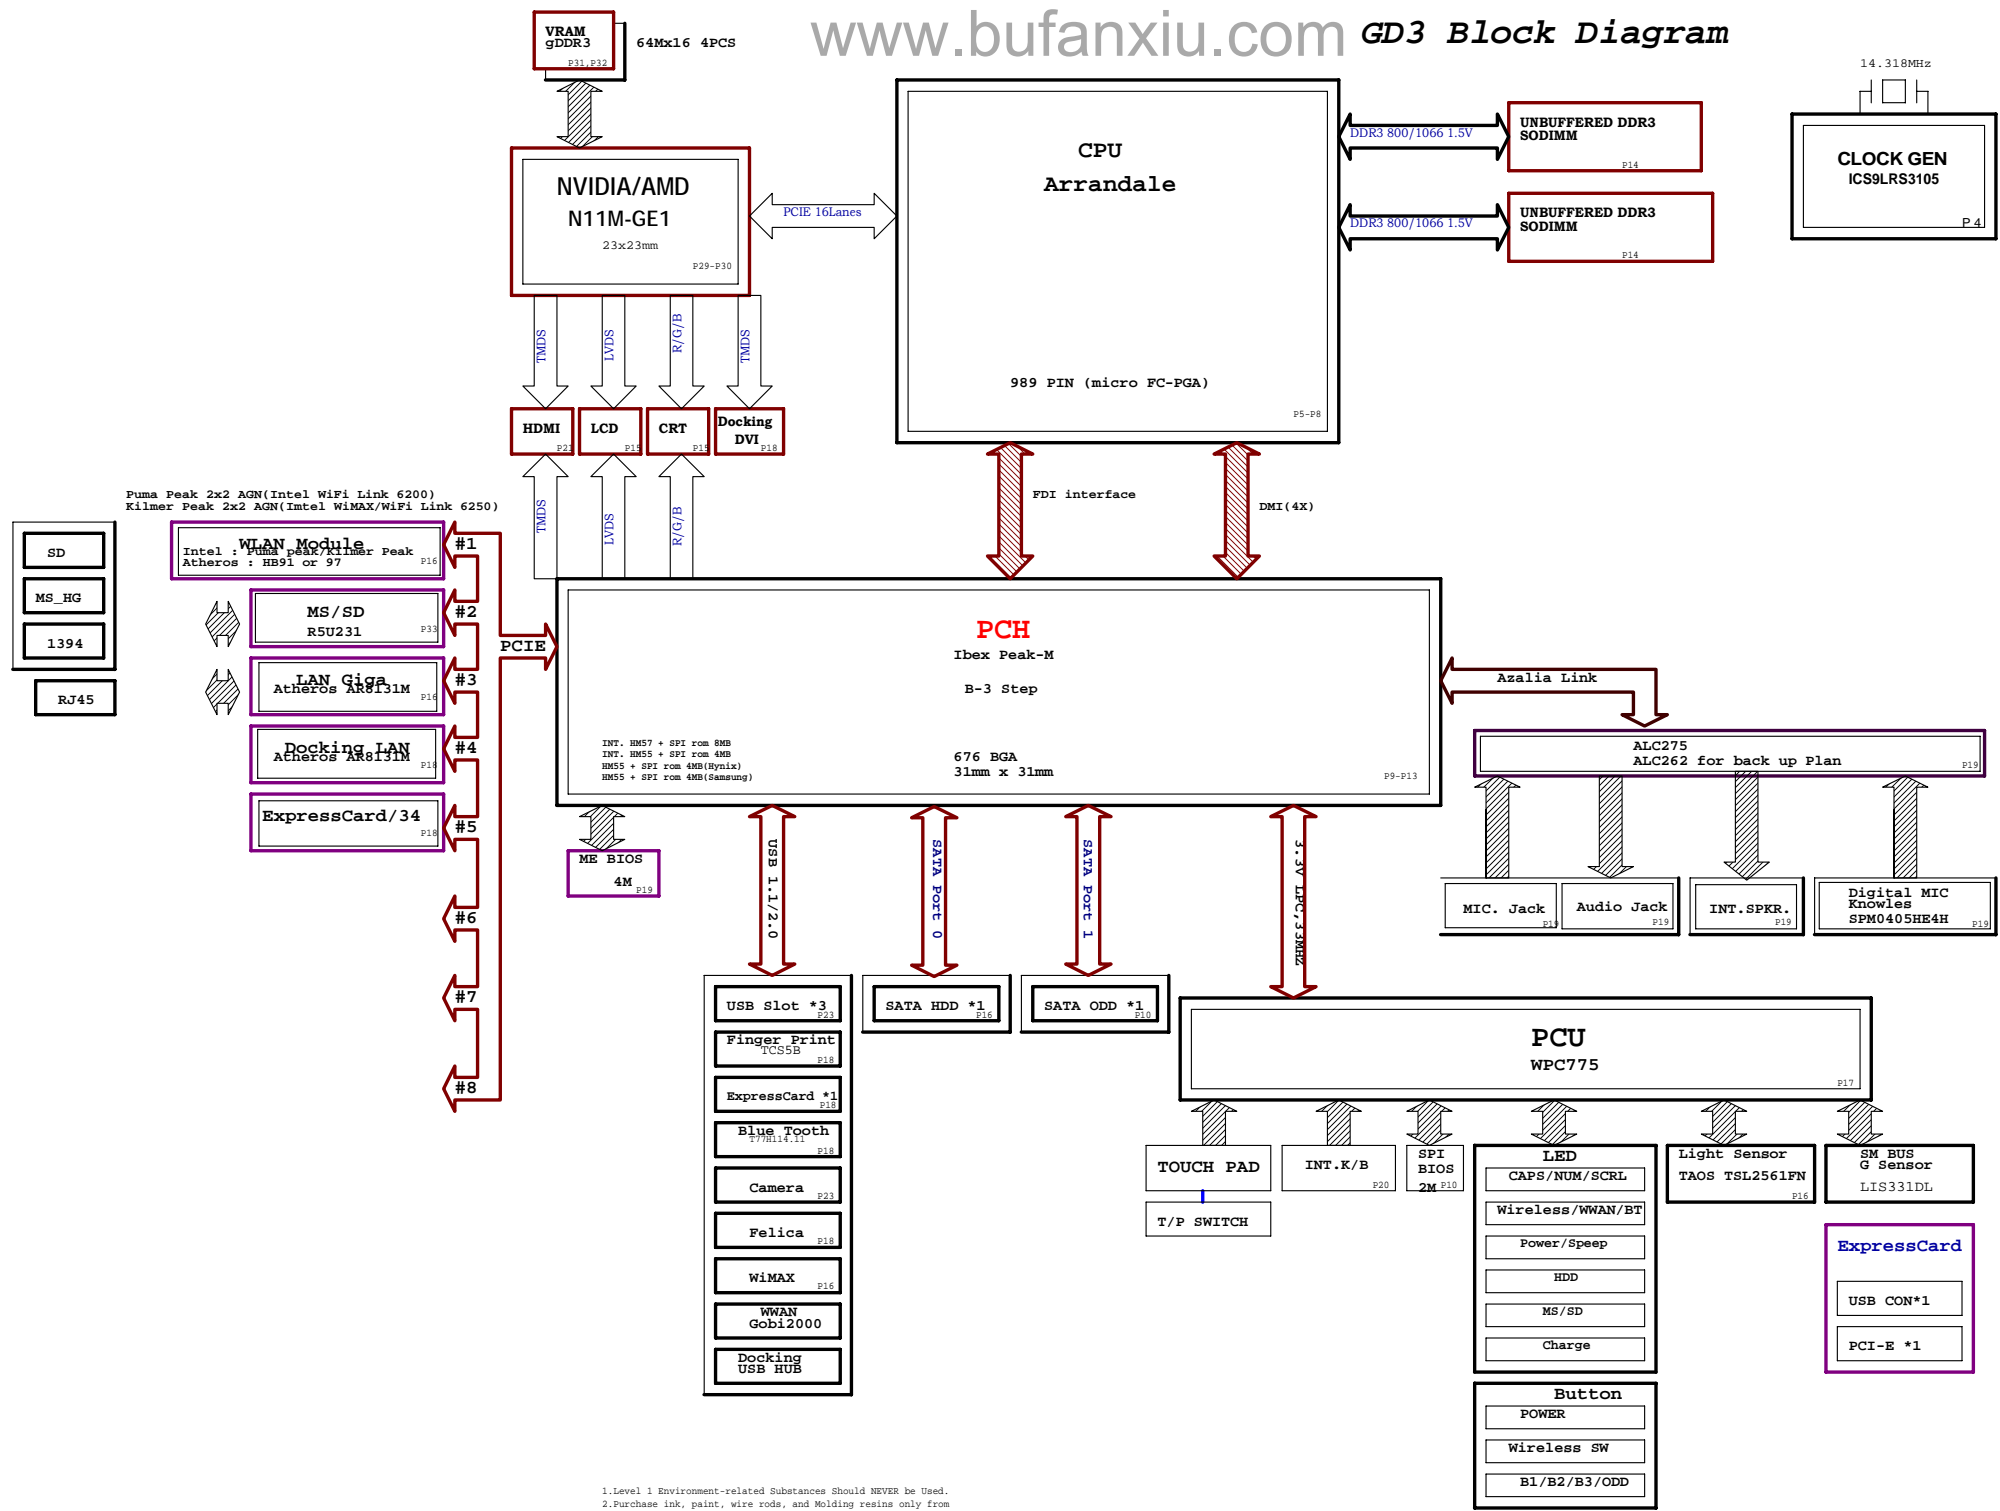 www.bufanxiu.com
GD3 Block Diagram
VRAM
gDDR3
P31,P32
64Mx16 4PCS
14.318MHz
CLOCK GEN
ICS9LRS3105
P 4
CPU
Arrandale
989 PIN (micro FC-PGA)
P5-P8
DDR3 800/1066 1.5V
UNBUFFERED DDR3
SODIMM
P14
DDR3 800/1066 1.5V
UNBUFFERED DDR3
SODIMM
P14
NVIDIA/AMD
N11M-GE1
23x23mm
P29-P30
PCIE 16Lanes
TMDS
LVDS
R/G/B
TMDS
HDMI
P21
LCD
P15
CRT
P15
Docking
DVI
P18
TMDS
LVDS
R/G/B
FDI interface
DMI(4X)
Puma Peak 2x2 AGN(Intel WiFi Link 6200)
Kilmer Peak 2x2 AGN(Imtel WiMAX/WiFi Link 6250)
SD
MS_HG
1394
RJ45
WLAN Module
Intel : Puma peak/Kilmer Peak
Atheros : HB91 or 97
P16
#1
MS/SD
R5U231
P33
#2
LAN Giga
Atheros AR8131M
P16
#3
Docking LAN
Atheros AR8131M
P18
#4
ExpressCard/34
P18
#5
#6
#7
#8
PCIE
PCH
Ibex Peak-M
B-3 Step
INT. HM57 + SPI rom 8MB
INT. HM55 + SPI rom 4MB
HM55 + SPI rom 4MB(Hynix)
HM55 + SPI rom 4MB(Samsung)
676 BGA
31mm x 31mm
P9-P13
Azalia Link
ALC275
ALC262 for back up Plan
P19
MIC. Jack
P19
Audio Jack
P19
INT.SPKR.
P19
Digital MIC
Knowles
SPM0405HE4H
P19
ME BIOS
4M
P19
USB 1.1/2.0
SATA Port 0
SATA Port 1
3.3V LPC,33MHZ
USB Slot *3
P23
Finger Print
TCS5B
P18
ExpressCard *1
P18
Blue Tooth
T77H114.11
P18
Camera
P23
Felica
P18
WiMAX
P16
WWAN
Gobi2000
Docking
USB HUB
SATA HDD *1
P16
SATA ODD *1
P10
PCU
WPC775
P17
TOUCH PAD
T/P SWITCH
INT.K/B
P20
SPI
BIOS
2M
P10
LED
CAPS/NUM/SCRL
Wireless/WWAN/BT
Power/Speep
HDD
MS/SD
Charge
Light Sensor
TAOS TSL2561FN
P16
SM BUS
G Sensor
LIS331DL
ExpressCard
USB CON*1
PCI-E *1
Button
POWER
Wireless SW
B1/B2/B3/ODD
1.Level 1 Environment-related Substances Should NEVER be Used.
2.Purchase ink, paint, wire rods, and Molding resins only from